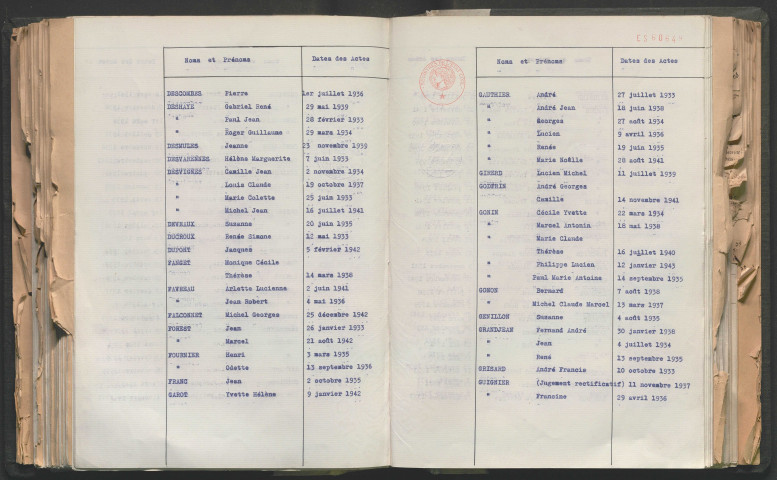 Noms et Prénoms Dates des Actes
DESCOMBES Pierre 1er juillet 1936
DESHAYE Gabriel René 29 mai 1939
" Paul Jean 28 février 1933
" Roger Guillaume 29 mars 1934
DESMULES Jeanne 23 novembre 1939
DESVARENNES Hélène Marguerite 7 juin 1933
DESVIGNES Camille Jean 2 novembre 1934
" Louis Claude 19 octobre 1937
" Marie Colette 25 juin 1933
" Michel Jean 16 juillet 1941
DEVEAUX Suzanne 20 juin 1935
DUCROUX Renée Simone 12 mai 1933
DUPONT Jacques 5 février 1942
FANGET Monique Cécile
Thérèse 14 mars 1938
FAVREAU Arlette Lucienne 2 juin 1941
" Jean Robert 4 mai 1936
FALCONNET Michel Georges 25 décembre 1942
FOREST Jean 26 janvier 1933
" Marcel 21 août 1942
FOURNIER Henri 3 mars 1935
" Odette 13 septembre 1936
FRANC Jean 2 octobre 1935
GAROT Yvette Hélène 9 janvier 1942
Noms et Prénoms Dates des Actes
GAUTHIER André 27 juillet 1933
" André Jean 18 juin 1938
" Georges 27 août 1934
" Lucien 9 avril 1936
" Renée 19 juin 1935
" Marie Noëlle 28 août 1941
GIRERD Lucien Michel 11 juillet 1939
GODFRIN André Georges
Camille 14 novembre 1941
GONIN Cécile Yvette 22 mars 1934
" Marcel Antonin 18 mai 1938
" Marie Claude
Thérèse 16 juillet 1940
" Philippe Lucien 12 janvier 1943
" Paul Marie Antoine 14 septembre 1935
GONON Bernard 7 août 1938
" Michel Claude Marcel 13 mars 1937
GENILLON Suzanne 4 août 1935
GRANDJEAN Fernand André 30 janvier 1938
" Jean 4 juillet 1934
" René 13 septembre 1935
GRISARD André Francis 10 octobre 1933
GUIGNIER (Jugement rectificatif) 11 novembre 1937
" Francine 29 avril 1936